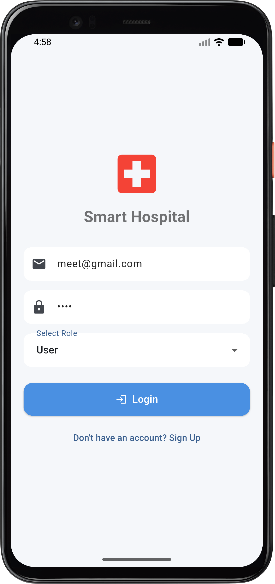 4:58
Smart Hospital
meet@gmail.com
••••
Select Role
User
Login
Don't have an account? Sign Up